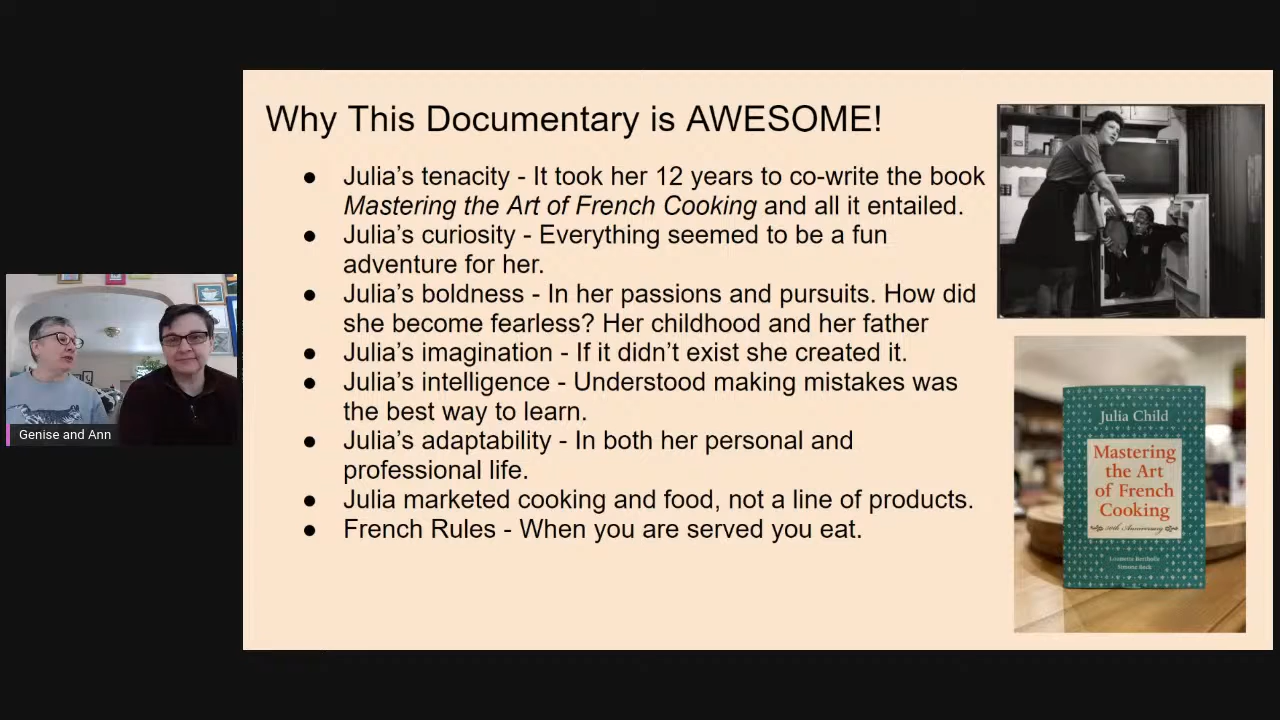 Why This Documentary is AWESOME!
● Julia's tenacity - It took her 12 years to co-write the book
Mastering the Art of French Cooking and all it entailed.
● Julia's curiosity - Everything seemed to be a fun
adventure for her.
● Julia's boldness - In her passions and pursuits. How did
she become fearless? Her childhood and her father
● Julia's imagination - If it didn't exist she created it.
● Julia's intelligence - Understood making mistakes was
the best way to learn.
● Julia's adaptability - In both her personal and
professional life.
● Julia marketed cooking and food, not a line of products.
● French Rules - When you are served you eat.
Genise and Ann
Julia Child
Mastering
the Art
of French
Cooking
Anniversary
Simone Beck